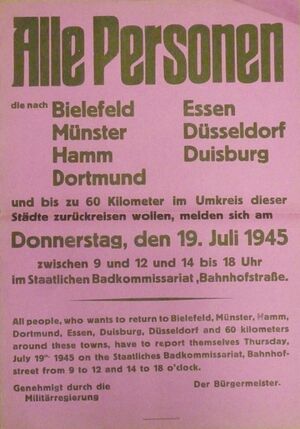 Alle Personen
die nach Bielefeld Essen
Münster Düsseldorf
Hamm Duisburg
Dortmund
und bis zu 60 Kilometer im Umkreis dieser
Städte zurückreisen wollen, melden sich am
Donnerstag, den 19. Juli 1945
zwischen 9 und 12 und 14 bis 18 Uhr
im Staatlichen Badkommissariat, Bahnhofstraße.
All people, who wants to return to Bielefeld, Münster, Hamm,
Dortmund, Essen, Duisburg, Düsseldorf and 60 kilometers
around these towns, have to report themselves Thursday,
July 19th 1945 on the Staatliches Badkommissariat, Bahnhof-
street from 9 to 12 and 14 to 18 o'clock.
Genehmigt durch die Der Bürgermeister.
Militärregierung